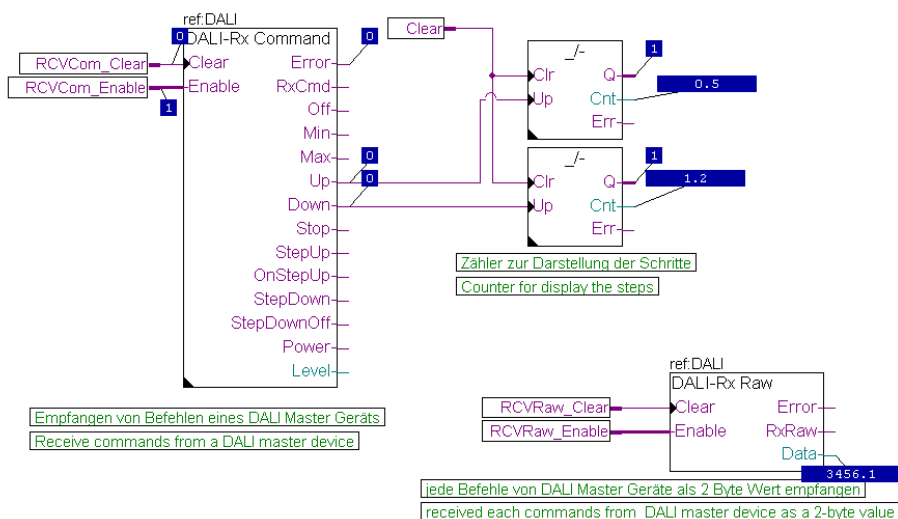 ref:DALI
DALI-Rx Command
0
0
RCVCom_Clear
RCVCom_Enable
1
Clear
Enable
Error
RxCmd
Off
Min
Max
Up
0
Down
0
Stop
StepUp
OnStepUp
StepDown
StepDownOff
Power
Level
Clear
_/-
Clr
Up
Q
Cnt
Err
1
0.5
_/-
Clr
Up
Q
Cnt
Err
1
1.2
Zähler zur Darstellung der Schritte
Counter for display the steps
Empfangen von Befehlen eines DALI Master Geräts
Receive commands from a DALI master device
ref:DALI
DALI-Rx Raw
RCVRaw_Clear
RCVRaw_Enable
Clear
Enable
Error
RxRaw
Data
3456.1
jede Befehle von DALI Master Geräte als 2 Byte Wert empfangen
received each commands from DALI master device as a 2-byte value